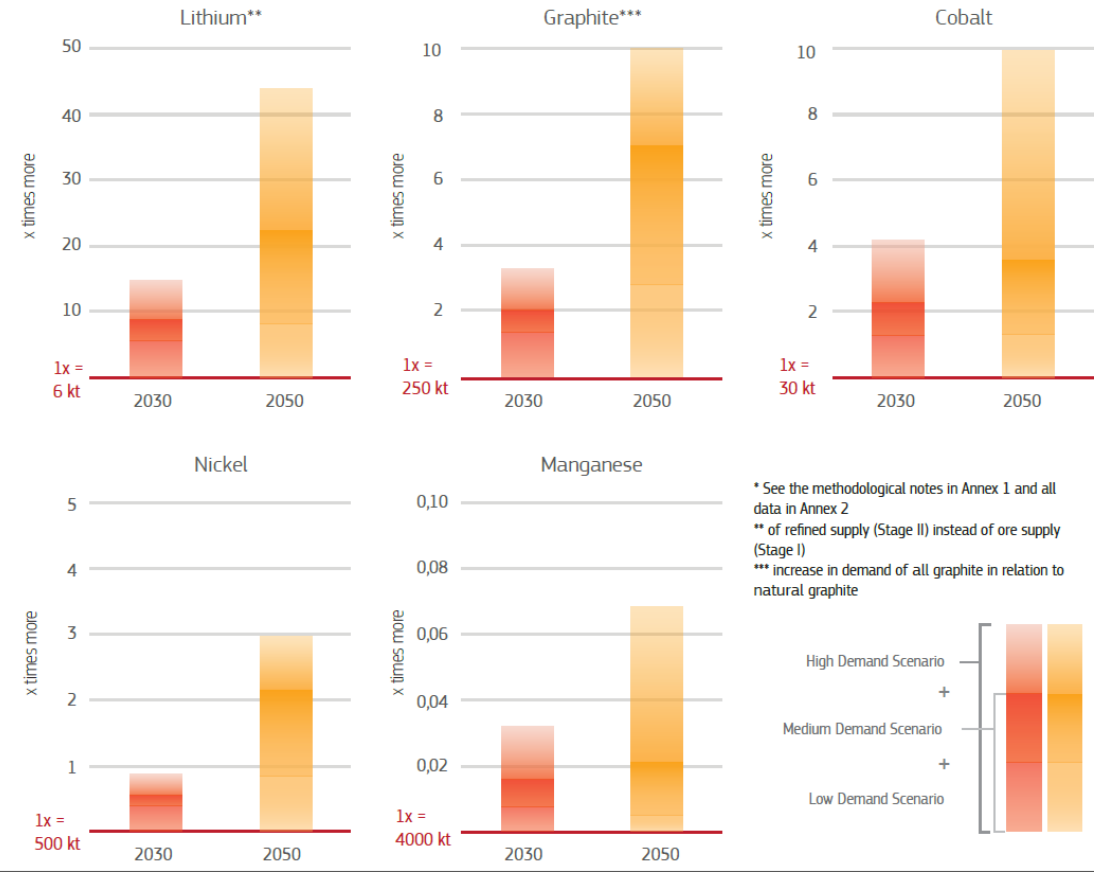 Lithium**
50
40
30
20
10
x times more
1x =
6 kt
2030
2050
Graphite***
10
8
6
4
2
x times more
1x =
250 kt
2030
2050
Cobalt
10
8
6
4
2
x times more
1x =
30 kt
2030
2050
Nickel
5
4
3
2
1
x times more
1x =
500 kt
2030
2050
Manganese
0,10
0,08
0,06
0,04
0,02
x times more
1x =
4000 kt
2030
2050
* See the methodological notes in Annex 1 and all
data in Annex 2
** of refined supply (Stage II) instead of ore supply
(Stage I)
*** increase in demand of all graphite in relation to
natural graphite
High Demand Scenario
+
Medium Demand Scenario
+
Low Demand Scenario